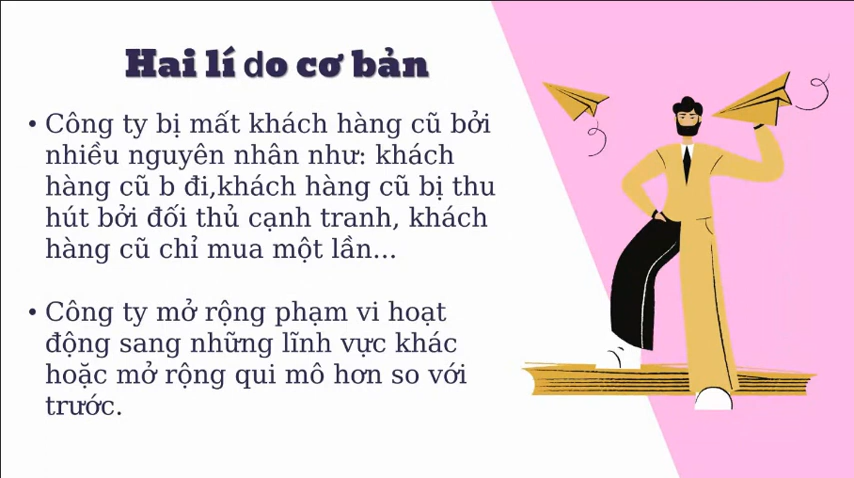 Hai lí do cơ bản
• Công ty bị mất khách hàng cũ bởi
nhiều nguyên nhân như: khách
hàng cũ b đi,khách hàng cũ bị thu
hút bởi đối thủ cạnh tranh, khách
hàng cũ chỉ mua một lần...
• Công ty mở rộng phạm vi hoạt
động sang những lĩnh vực khác
hoặc mở rộng qui mô hơn so với
trước.